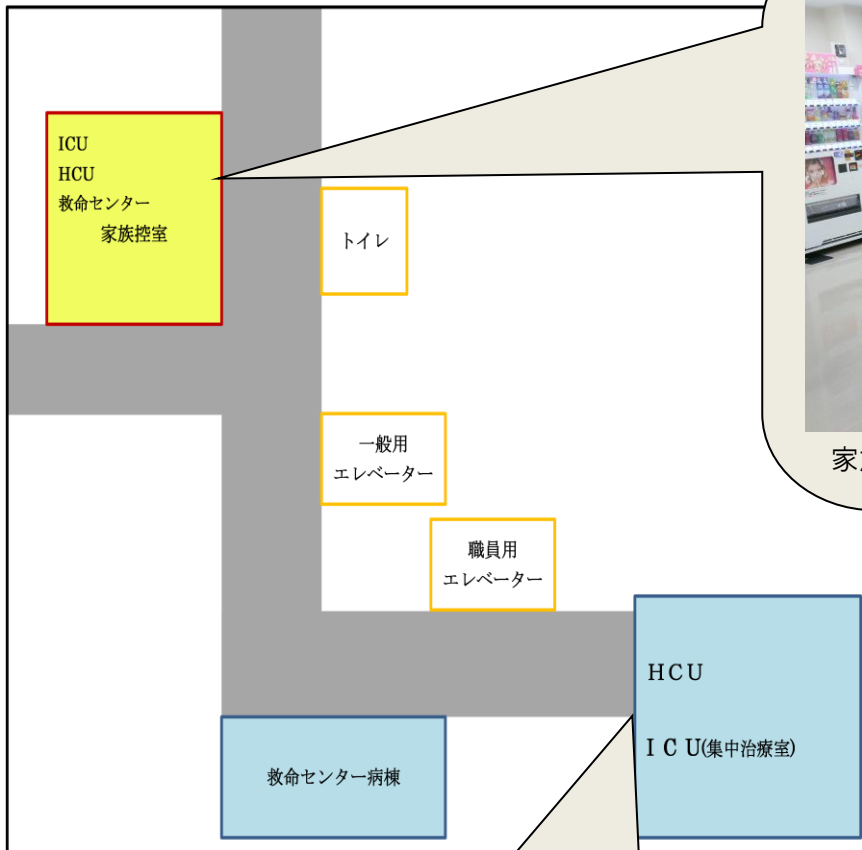 ICU
HCU
救命センター
家族控室
トイレ
一般用
エレベーター
職員用
エレベーター
HCU
ICU(集中治療室)
救命センター病棟